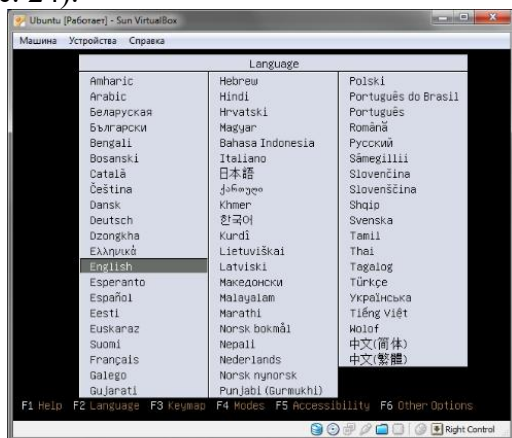 с. 24).
Ubuntu [Работает] - Sun VirtualBox
Машина Устройства Справка
Language
Amharic
Arabic
Беларуская
Български
Bengali
Bosanski
Català
Čeština
Dansk
Deutsch
Dzongkha
Ελληνικά
English
Esperanto
Español
Eesti
Euskaraz
Suomi
Français
Galego
Gujarati
Hebrew
Hindi
Hrvatski
Magyar
Bahasa Indonesia
Italiano
日本語
ქართული
Khmer
한국어
Kurdî
Lietuviškai
Latviski
Македонски
Malayalam
Marathi
Norsk bokmål
Nepali
Nederlands
Norsk nynorsk
Punjabi (Gurmukhi)
Polski
Português do Brasil
Português
Română
Русский
Sámegillii
Slovenčina
Slovenščina
Shqip
Svenska
Tamil
Thai
Tagalog
Türkçe
Українська
Tiếng Việt
Wolof
中文(简体)
中文(繁體)
F1 Help F2 Language F3 Keymap F4 Modes F5 Accessibility F6 Other Options
Right Control